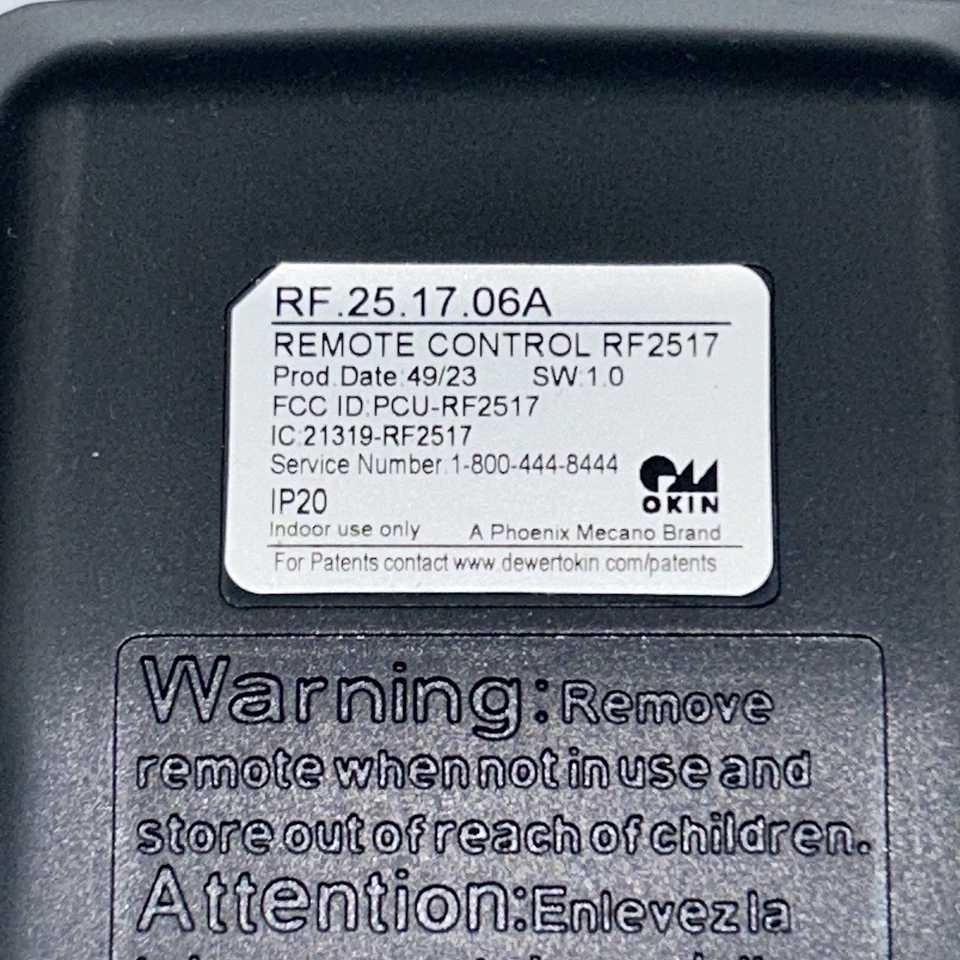 RF.25.17.06A
REMOTE CONTROL RF2517
Prod.Date:49/23 SW:1.0
FCC ID:PCU-RF2517
IC:21319-RF2517
Service Number:1-800-444-8444
OKIN
IP20
Indoor use only A Phoenix Mecano Brand
For Patents contact www.dewertokin.com/patents
Warning: Remove
remote when not in use and
store out of reach of children.
Attention: Enlevez la